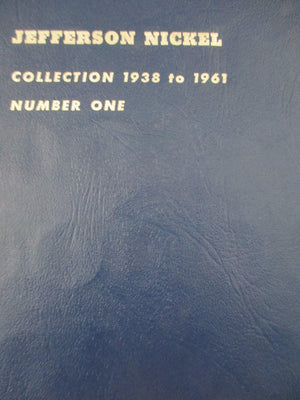 JEFFERSON NICKEL
COLLECTION 1938 to 1961
NUMBER ONE